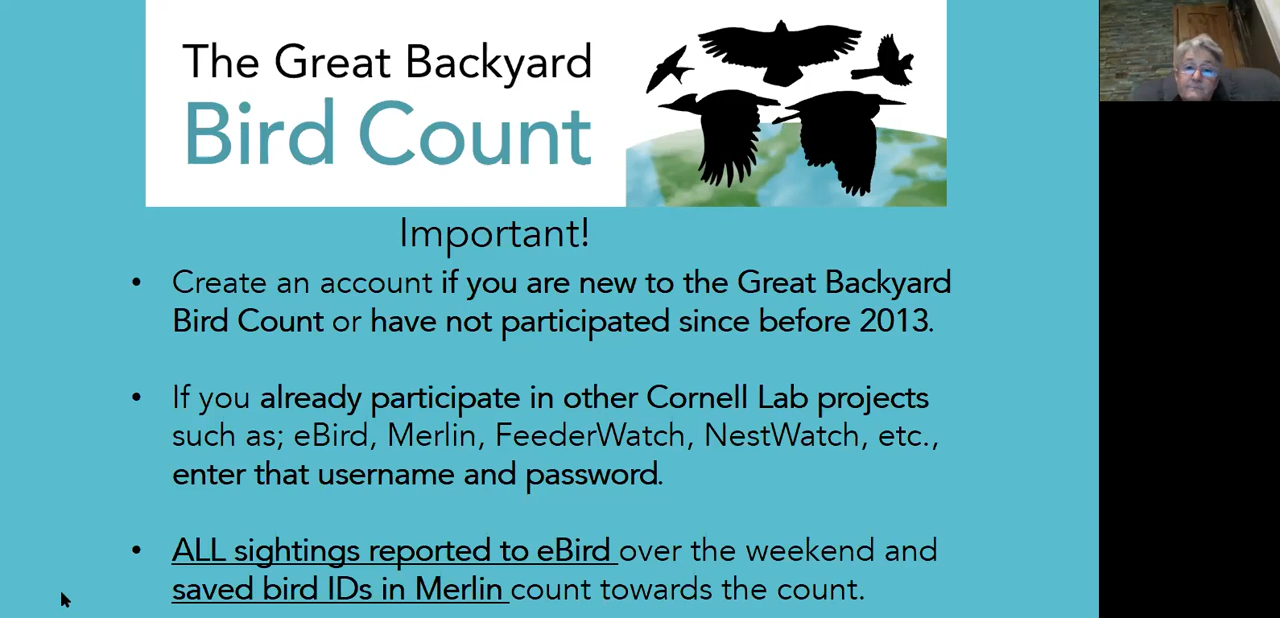 The Great Backyard
Bird Count
Important!
• Create an account if you are new to the Great Backyard
Bird Count or have not participated since before 2013.
• If you already participate in other Cornell Lab projects
such as; eBird, Merlin, FeederWatch, NestWatch, etc.,
enter that username and password.
• ALL sightings reported to eBird over the weekend and
saved bird IDs in Merlin count towards the count.